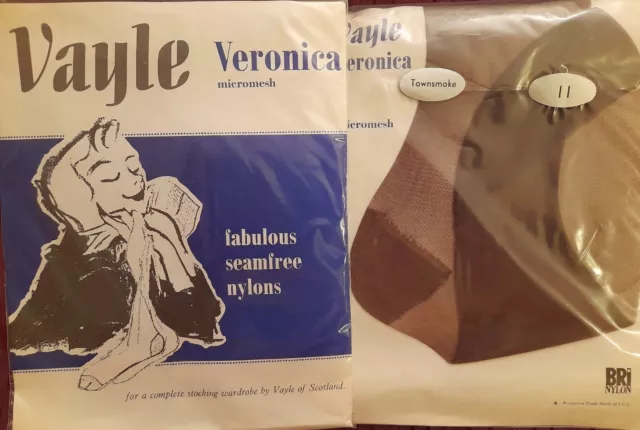 Vayle
Veronica
micromesh
fabulous
seamfree
nylons
for a complete stocking wardrobe by Vayle of Scotland.
Vayle
eronica
icromesh
Townsmoke
11
BRI
NYLON